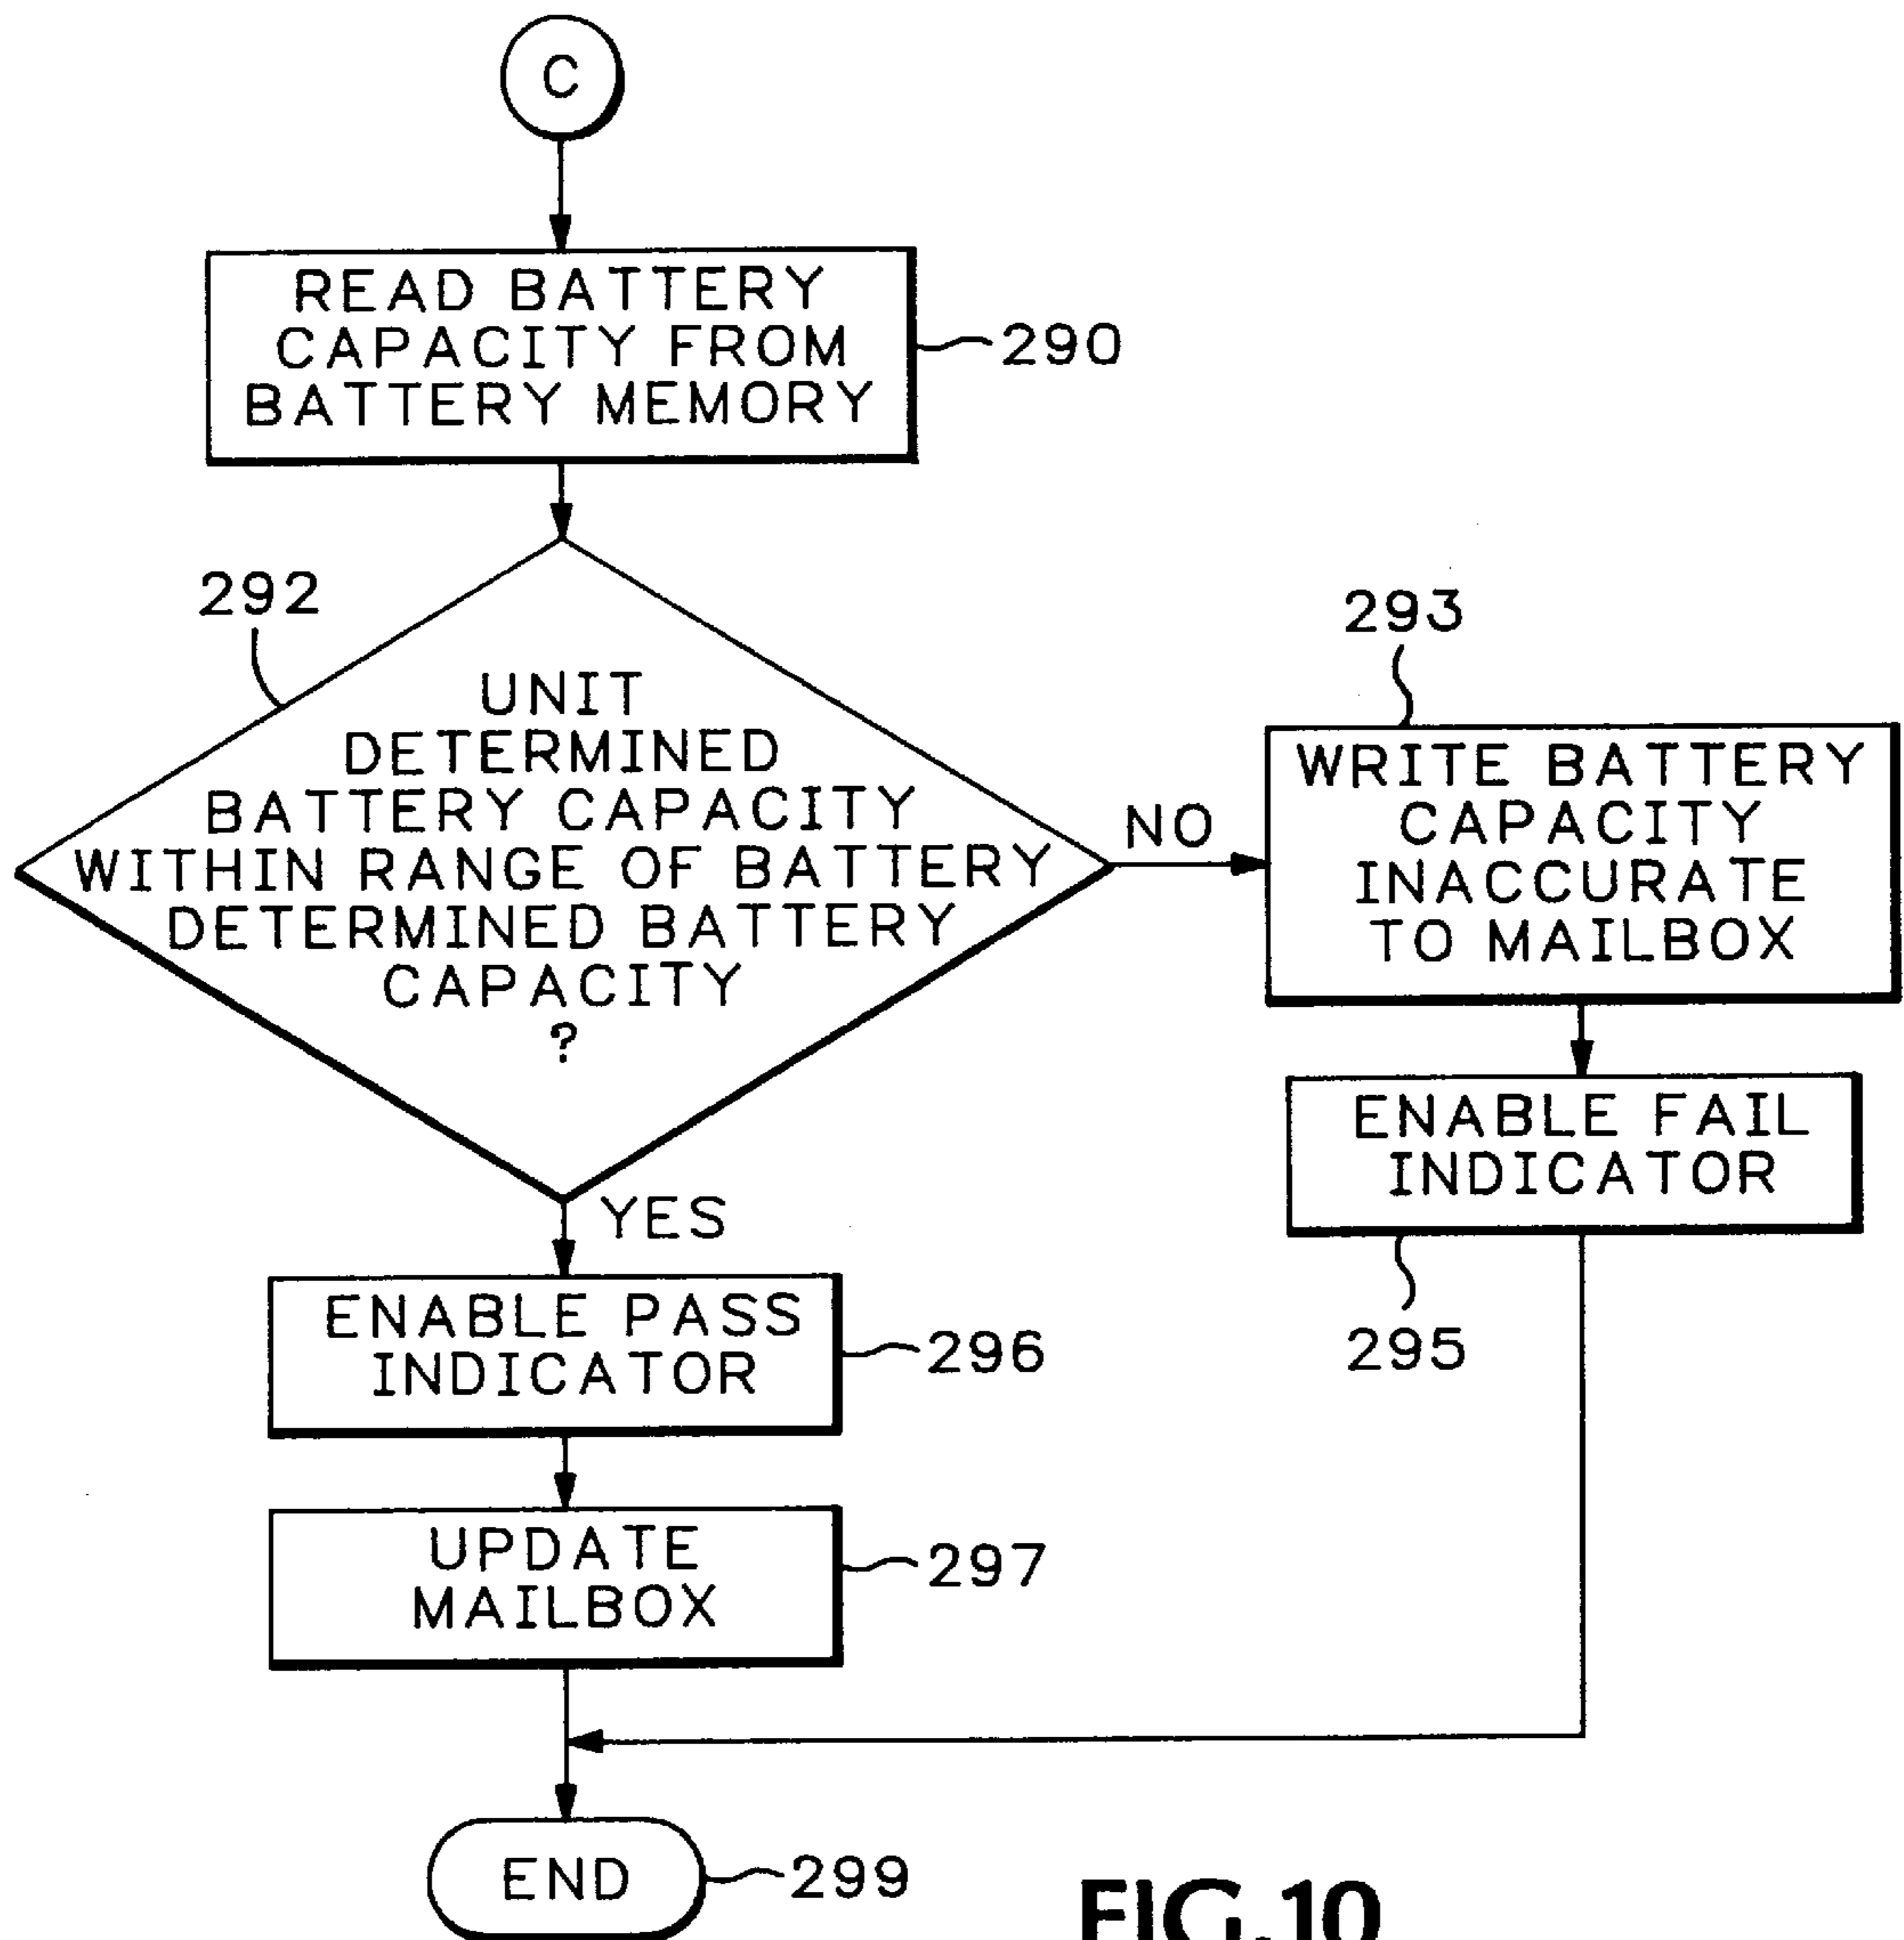 C
READ BATTERY
CAPACITY FROM
BATTERY MEMORY
290
292
UNIT
DETERMINED
BATTERY CAPACITY
WITHIN RANGE OF BATTERY
DETERMINED BATTERY
CAPACITY
?
NO
293
WRITE BATTERY
CAPACITY
INACCURATE
TO MAILBOX
ENABLE FAIL
INDICATOR
295
YES
ENABLE PASS
INDICATOR
296
UPDATE
MAILBOX
297
END
299
FIG.10